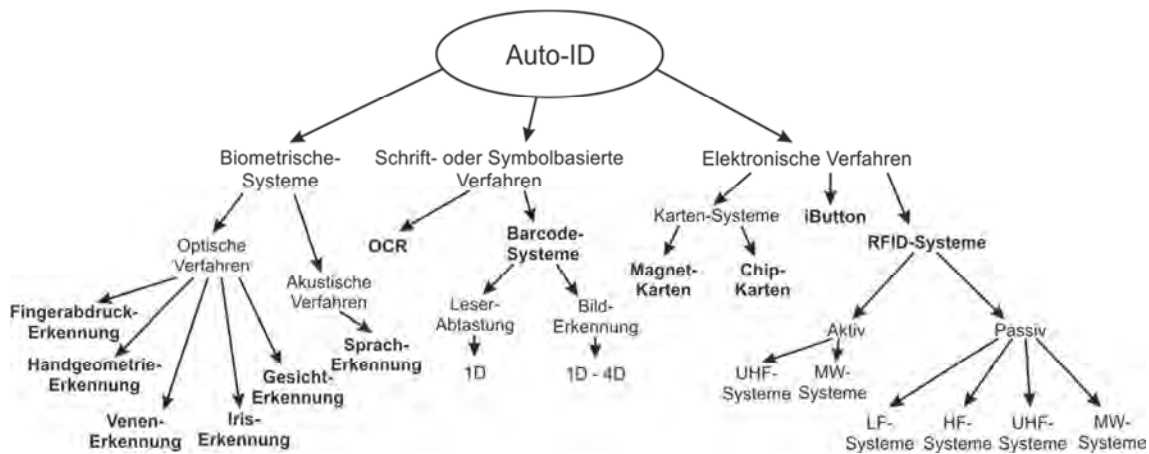 Auto-ID
Biometrische-
Systeme
Schrift- oder Symbolbasierte
Verfahren
Elektronische Verfahren
Optische
Verfahren
Akustische
Verfahren
Fingerabdruck-
Erkennung
Handgeometrie-
Erkennung
Venen-
Erkennung
Iris-
Erkennung
Gesicht-
Erkennung
Sprach-
Erkennung
OCR
Barcode-
Systeme
Leser-
Abtastung
1D
Bild-
Erkennung
1D - 4D
Karten-Systeme
Magnet-
Karten
Chip-
Karten
iButton
RFID-Systeme
Aktiv
UHF-
Systeme
MW-
Systeme
Passiv
LF-
Systeme
HF-
Systeme
UHF-
Systeme
MW-
Systeme